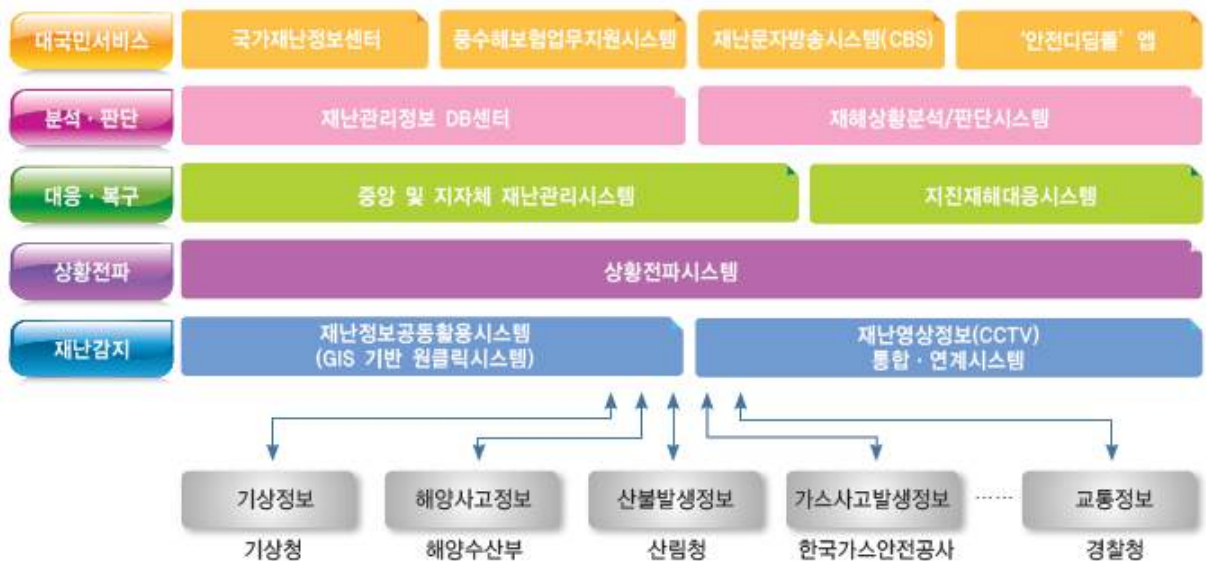 대국민서비스
국가재난정보센터
풍수해보험업무지원시스템
재난문자방송시스템(CBS)
'안전디딤돌' 앱
분석·판단
재난관리정보 DB센터
재해상황분석/판단시스템
대응·복구
중앙 및 지자체 재난관리시스템
지진재해대응시스템
상황전파
상황전파시스템
재난감지
재난정보공동활용시스템
(GIS 기반 원클릭시스템)
재난영상정보(CCTV)
통합·연계시스템
기상정보
해양사고정보
산불발생정보
가스사고발생정보
……
교통정보
기상청
해양수산부
산림청
한국가스안전공사
경찰청